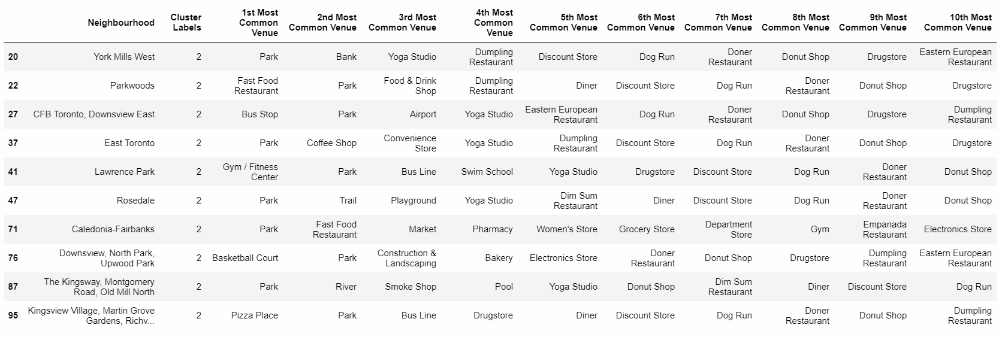 Neighbourhood Cluster Labels 1st Most Common Venue 2nd Most Common Venue 3rd Most Common Venue 4th Most Common Venue 5th Most Common Venue 6th Most Common Venue 7th Most Common Venue 8th Most Common Venue 9th Most Common Venue 10th Most Common Venue
20 York Mills West 2 Park Bank Yoga Studio Dumpling Restaurant Discount Store Dog Run Doner Restaurant Donut Shop Drugstore Eastern European Restaurant
22 Parkwoods 2 Fast Food Restaurant Park Food & Drink Shop Dumpling Restaurant Diner Discount Store Dog Run Doner Restaurant Donut Shop Drugstore
27 CFB Toronto, Downsview East 2 Bus Stop Park Airport Yoga Studio Eastern European Restaurant Dog Run Doner Restaurant Donut Shop Drugstore Dumpling Restaurant
37 East Toronto 2 Park Coffee Shop Convenience Store Yoga Studio Dumpling Restaurant Discount Store Dog Run Doner Restaurant Donut Shop Drugstore
41 Lawrence Park 2 Gym / Fitness Center Park Bus Line Swim School Yoga Studio Drugstore Discount Store Dog Run Doner Restaurant Donut Shop
47 Rosedale 2 Park Trail Playground Yoga Studio Dim Sum Restaurant Diner Discount Store Dog Run Doner Restaurant Donut Shop
71 Caledonia-Fairbanks 2 Park Fast Food Restaurant Market Pharmacy Women's Store Grocery Store Department Store Gym Empanada Restaurant Electronics Store
76 Downsview, North Park, Upwood Park 2 Basketball Court Park Construction & Landscaping Bakery Electronics Store Doner Restaurant Donut Shop Drugstore Dumpling Restaurant Eastern European Restaurant
87 The Kingsway, Montgomery Road, Old Mill North 2 Park River Smoke Shop Pool Yoga Studio Donut Shop Dim Sum Restaurant Diner Discount Store Dog Run
95 Kingsview Village, Martin Grove Gardens, Richv... 2 Pizza Place Park Bus Line Drugstore Diner Discount Store Dog Run Doner Restaurant Donut Shop Dumpling Restaurant